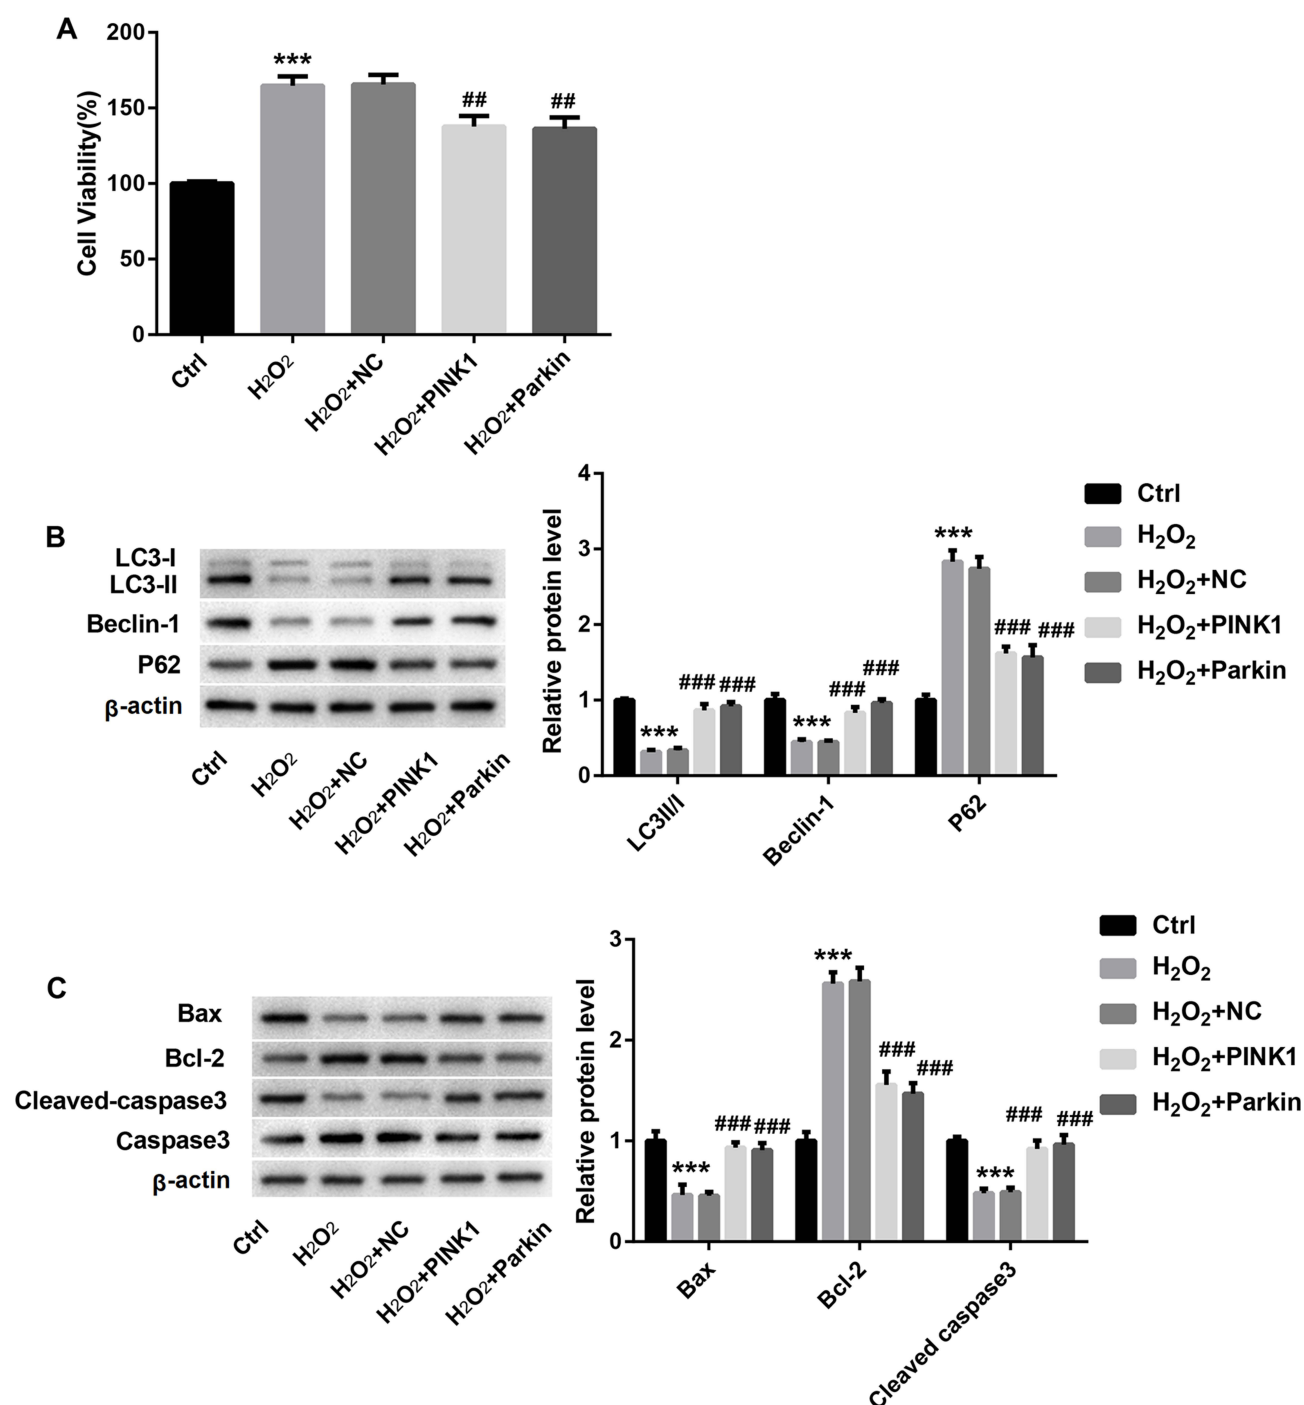 A
200
150
100
50
0
Cell Viability(%)
***
##
##
Ctrl
H2O2
H2O2+NC
H2O2+PINK1
H2O2+Parkin
B
LC3-I
LC3-II
Beclin-1
P62
β-actin
Ctrl
H2O2
H2O2+NC
H2O2+PINK1
H2O2+Parkin
4
3
2
1
0
Relative protein level
***
###
###
***
###
###
***
###
###
LC3II/I
Beclin-1
P62
Ctrl
H2O2
H2O2+NC
H2O2+PINK1
H2O2+Parkin
C
Bax
Bcl-2
Cleaved-caspase3
Caspase3
β-actin
Ctrl
H2O2
H2O2+NC
H2O2+PINK1
H2O2+Parkin
3
2
1
0
Relative protein level
***
###
###
***
###
###
***
###
###
Bax
Bcl-2
Cleaved caspase3
Ctrl
H2O2
H2O2+NC
H2O2+PINK1
H2O2+Parkin